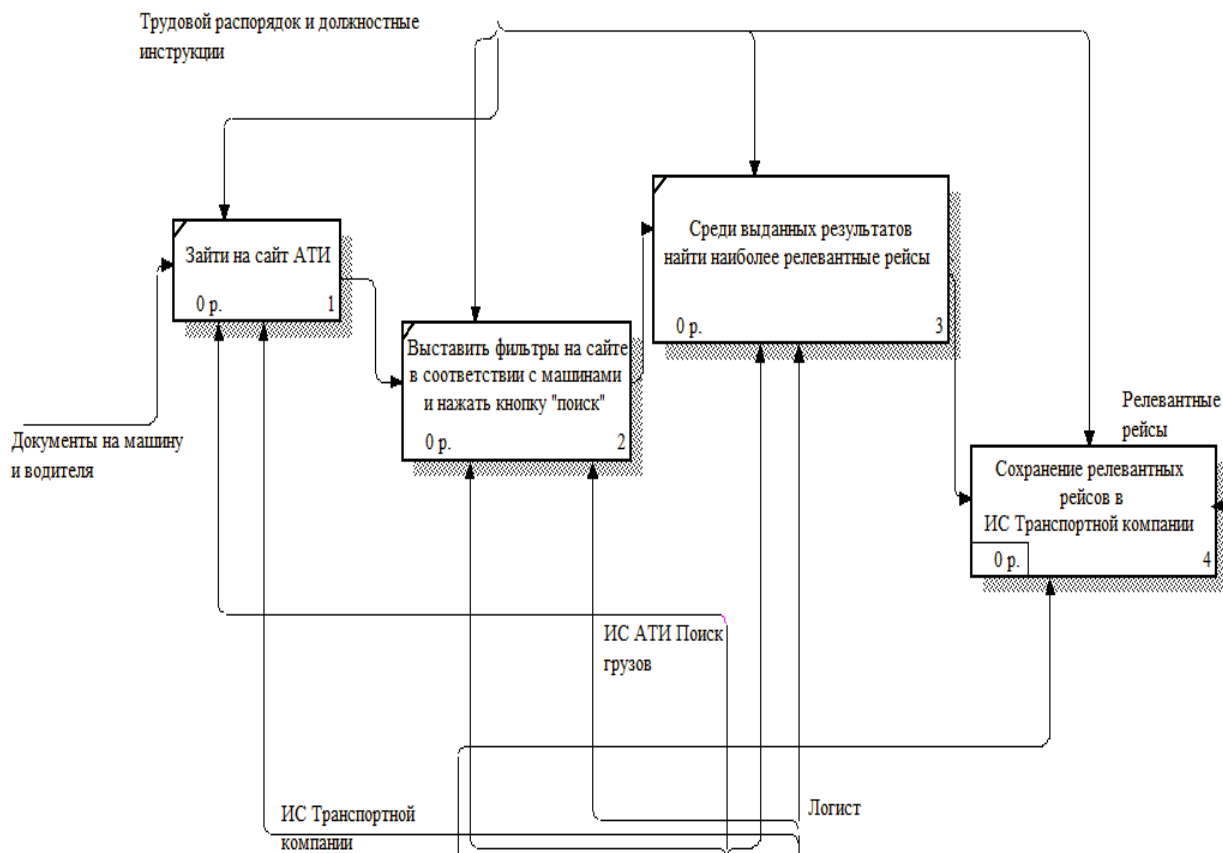 Трудовой распорядок и должностные
инструкции
Зайти на сайт АТИ
0 р.
1
Среди выданных результатов
найти наиболее релевантные рейсы
0 р.
3
Выставить фильтры на сайте
в соответствии с машинами
и нажать кнопку "поиск"
0 р.
2
Документы на машину
и водителя
Релевантные
рейсы
Сохранение релевантных
рейсов в
ИС Транспортной компании
0 р.
4
ИС АТИ Поиск
грузов
ИС Транспортной
компании
Логист